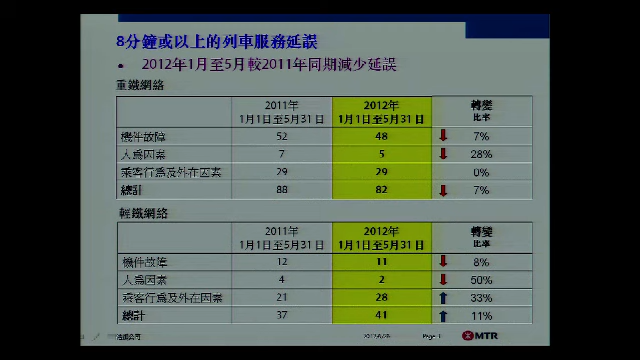 8分鐘或以上的列車服務延誤
• 2012年1月至5月較2011年同期減少延誤
重鐵網絡
2011年 1月1日至5月31日 2012年 1月1日至5月31日 轉變 比率
機件故障 52 48 ↓ 7%
人為因素 7 5 ↓ 28%
乘客行為及外在因素 29 29 0%
總計 88 82 ↓ 7%
輕鐵網絡
2011年 1月1日至5月31日 2012年 1月1日至5月31日 轉變 比率
機件故障 12 11 ↓ 8%
人為因素 4 2 ↓ 50%
乘客行為及外在因素 21 28 ↑ 33%
總計 37 41 ↑ 11%
有限公司 Page MTR